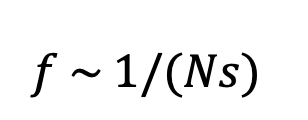 f ~ 1/(Ns)